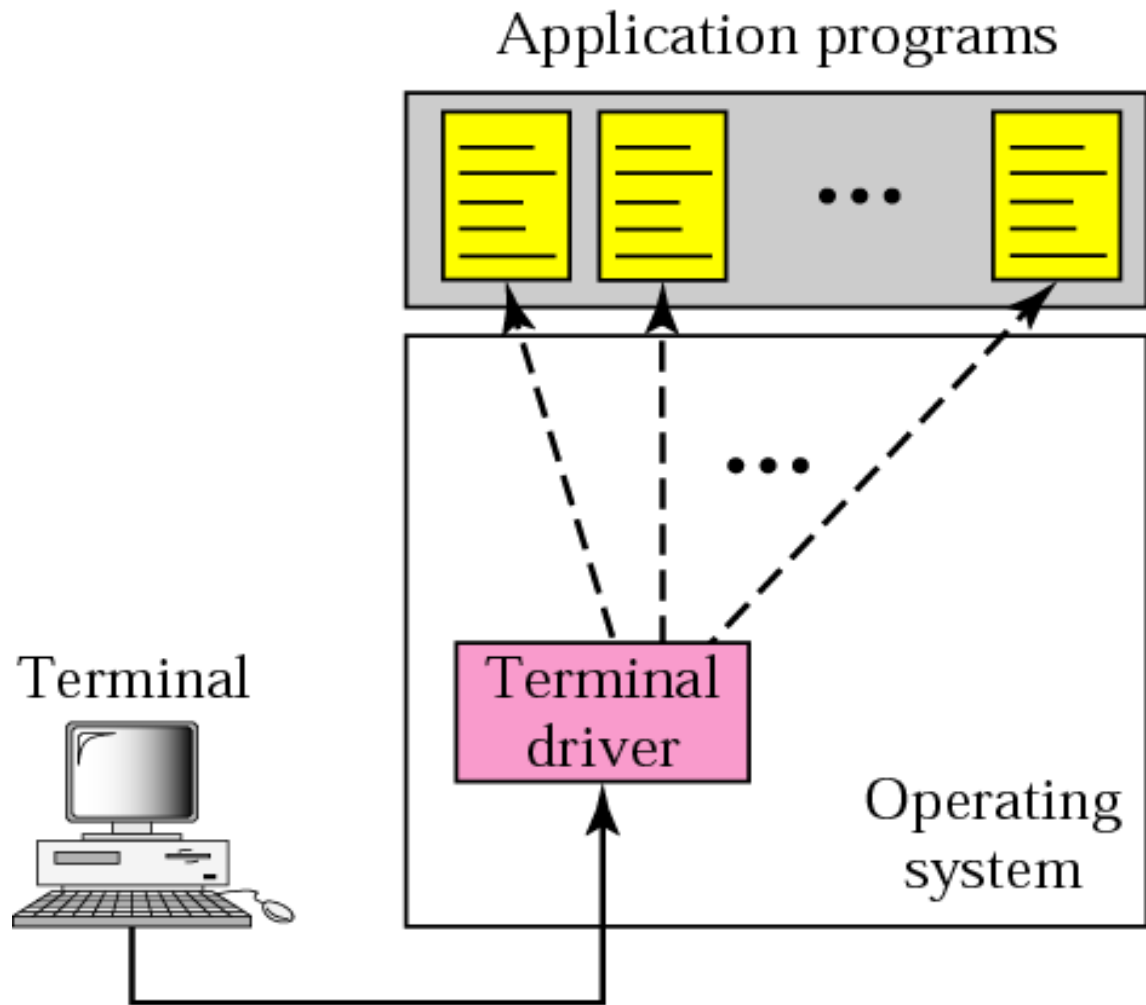 Application programs
Terminal
Terminal
driver
Operating
system